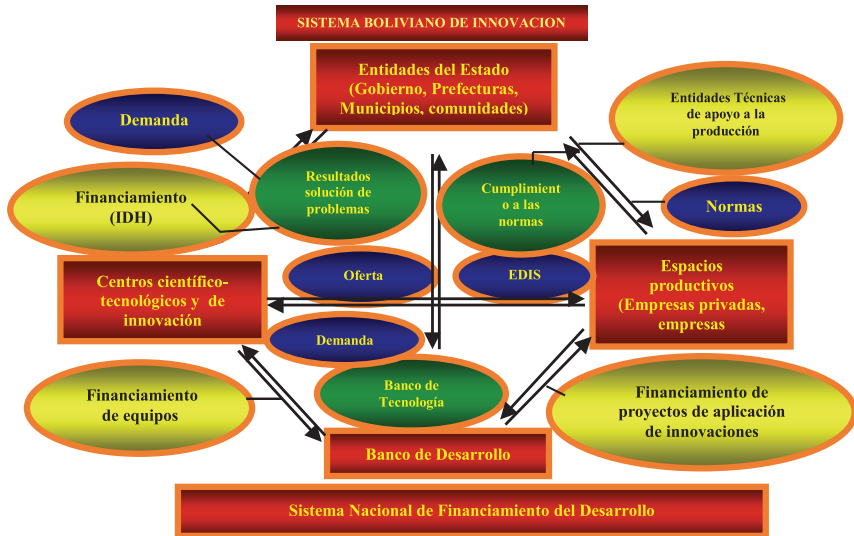 SISTEMA BOLIVIANO DE INNOVACION
Entidades del Estado
(Gobierno, Prefecturas,
Municipios, comunidades)
Entidades Técnicas
de apoyo a la
producción
Demanda
Resultados
solución de
problemas
Cumplimient
o a las
normas
Financiamiento
(IDH)
Normas
Centros científico-
tecnológicos y  de
innovación
Oferta
EDIS
Espacios
productivos
(Empresas privadas,
empresas
Demanda
Banco de
Tecnología
Financiamiento
de equipos
Financiamiento de
proyectos de aplicación
de innovaciones
Banco de Desarrollo
Sistema Nacional de Financiamiento del Desarrollo